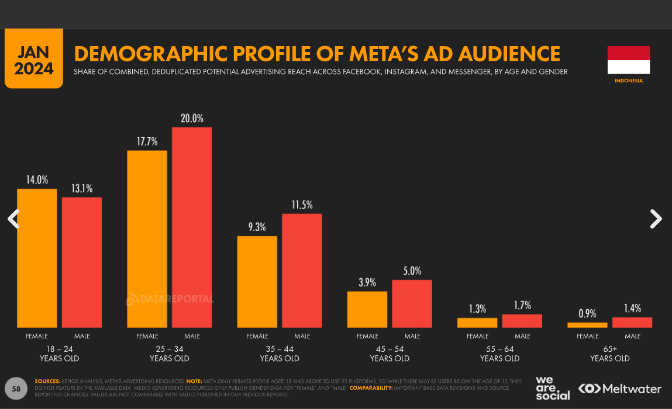 JAN
2024
DEMOGRAPHIC PROFILE OF META'S AD AUDIENCE
SHARE OF COMBINED, DEDUPLICATED POTENTIAL ADVERTISING REACH ACROSS FACEBOOK, INSTAGRAM, AND MESSENGER, BY AGE AND GENDER
INDONESIA
14.0%
13.1%
17.7%
20.0%
9.3%
11.5%
3.9%
5.0%
1.3%
1.7%
0.9%
1.4%
DATAREPORTAL
FEMALE MALE FEMALE MALE FEMALE MALE FEMALE MALE FEMALE MALE FEMALE MALE
18 – 24 25 – 34 35 – 44 45 – 54 55 – 64 65+
YEARS OLD YEARS OLD YEARS OLD YEARS OLD YEARS OLD YEARS OLD
58
SOURCES: KEPIOS ANALYSIS; META'S ADVERTISING RESOURCES. NOTE: META ONLY PERMITS PEOPLE AGED 13 AND ABOVE TO USE ITS PLATFORMS, SO WHILE THERE MAY BE USERS BELOW THE AGE OF 13, THEY
DO NOT FEATURE IN THE AVAILABLE DATA. META'S ADVERTISING RESOURCES ONLY PUBLISH GENDER DATA FOR "FEMALE" AND "MALE". COMPARABILITY: IMPORTANT BASE DATA REVISIONS AND SOURCE
REPORTING CHANGES. VALUES ARE NOT COMPARABLE WITH VALUES PUBLISHED IN OUR PREVIOUS REPORTS.
we
are.
social
Meltwater